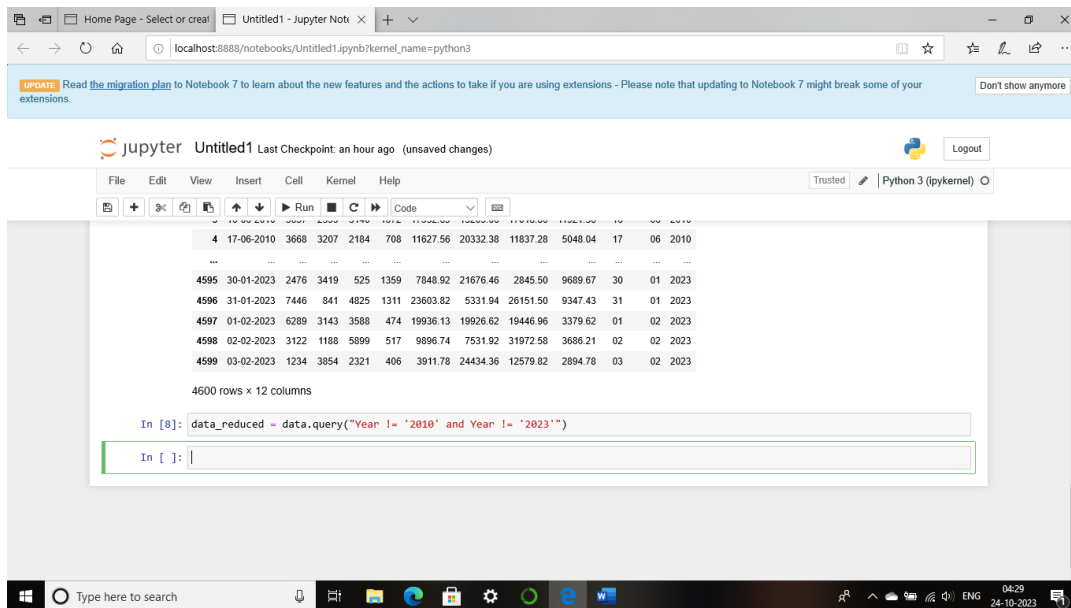 Home Page - Select or creat
Untitled1 - Jupyter Note
localhost:8888/notebooks/Untitled1.ipynb?kernel_name=python3
UPDATE Read the migration plan to Notebook 7 to learn about the new features and the actions to take if you are using extensions - Please note that updating to Notebook 7 might break some of your
extensions.
Don't show anymore
jupyter Untitled1 Last Checkpoint: an hour ago (unsaved changes)
Logout
File Edit View Insert Cell Kernel Help
Trusted Python 3 (ipykernel)
Run Code
4 17-06-2010 3668 3207 2184 708 11627.56 20332.38 11837.28 5048.04 17 06 2010
... ... ... ... ... ... ... ... ... ... ... ... ...
4595 30-01-2023 2476 3419 525 1359 7848.92 21676.46 2845.50 9689.67 30 01 2023
4596 31-01-2023 7446 841 4825 1311 23603.82 5331.94 26151.50 9347.43 31 01 2023
4597 01-02-2023 6289 3143 3588 474 19936.13 19926.62 19446.96 3379.62 01 02 2023
4598 02-02-2023 3122 1188 5899 517 9896.74 7531.92 31972.58 3686.21 02 02 2023
4599 03-02-2023 1234 3854 2321 406 3911.78 24434.36 12579.82 2894.78 03 02 2023
4600 rows × 12 columns
In [8]: data_reduced = data.query("Year != '2010' and Year != '2023'")
In [ ]:
Type here to search
ENG
04:29
24-10-2023